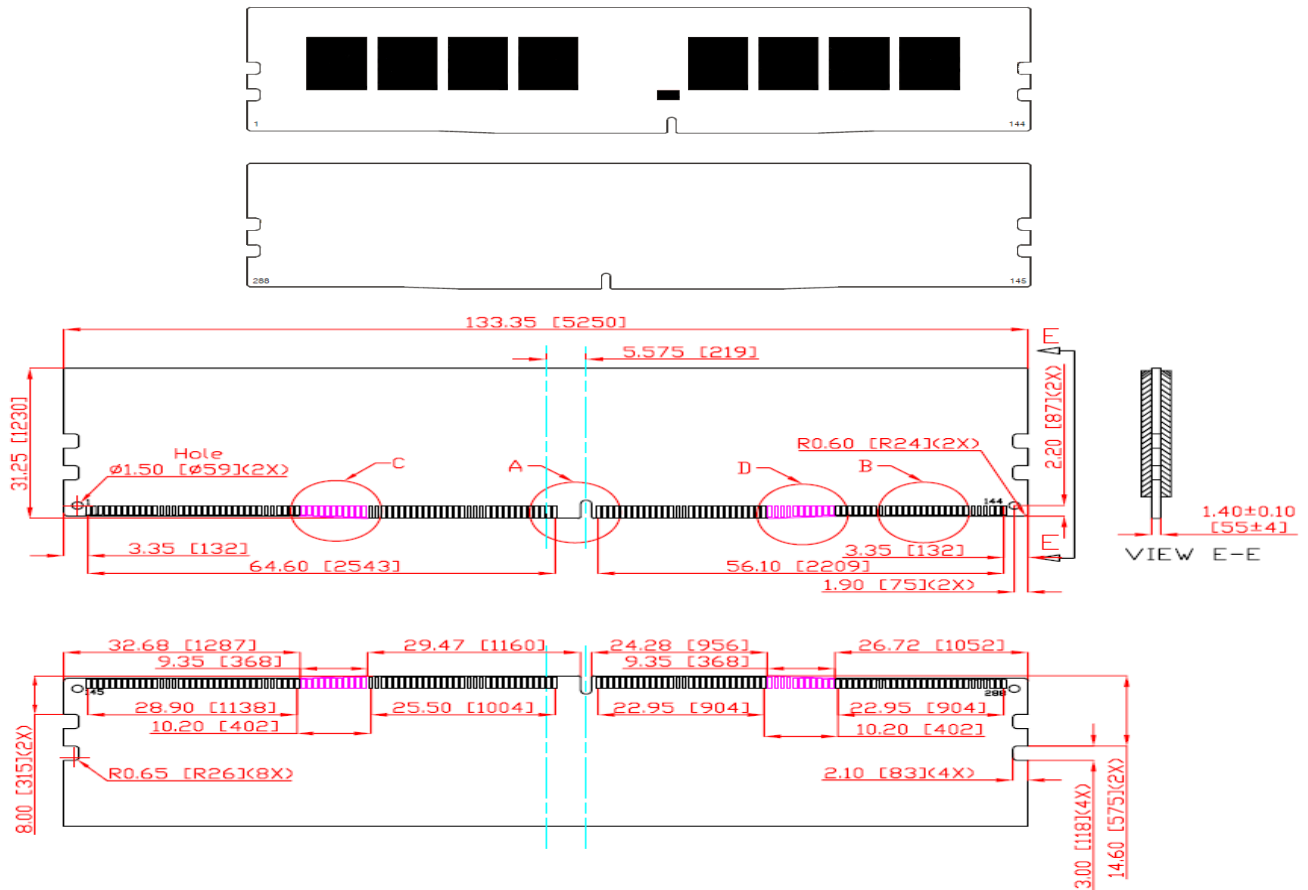 1
144
288
145
133.35 [5250]
5.575 [219]
E
31.25 [1230]
Hole
Ø1.50 [Ø59](2X)
C
A
D
B
R0.60 [R24](2X)
2.20 [87](2X)
1
144
3.35 [132]
3.35 [132]
E
64.60 [2543]
56.10 [2209]
1.90 [75](2X)
1.40±0.10
[55±4]
VIEW E-E
32.68 [1287]
29.47 [1160]
24.28 [956]
26.72 [1052]
9.35 [368]
9.35 [368]
145
288
28.90 [1138]
25.50 [1004]
22.95 [904]
22.95 [904]
10.20 [402]
10.20 [402]
8.00 [315](2X)
R0.65 [R26](8X)
2.10 [83](4X)
3.00 [118](4X)
14.60 [575](2X)